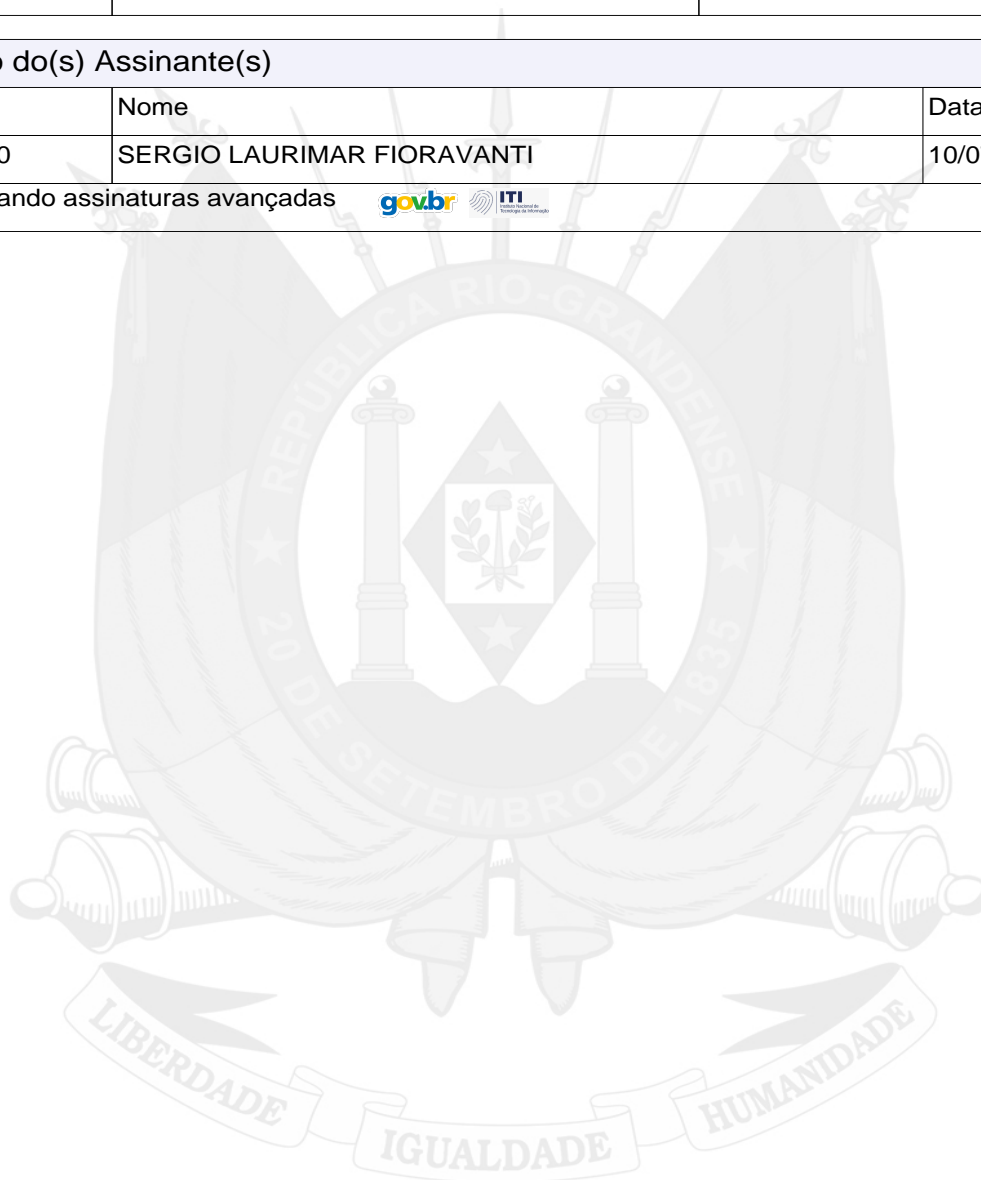 o do(s) Assinante(s)
Nome Data
0 SERGIO LAURIMAR FIORAVANTI 10/0
ando assinaturas avançadas gov.br ITI
REPÚBLICA RIO-GRANDENSE
20 DE SETEMBRO DE 1835
LIBERDADE IGUALDADE HUMANIDADE